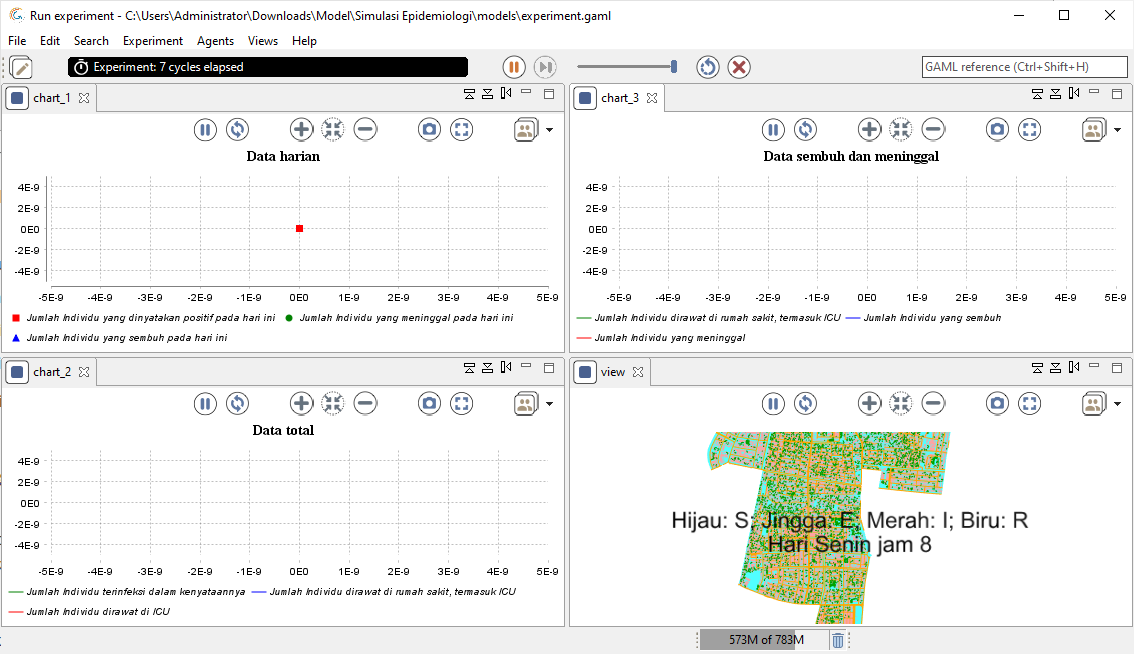 Run experiment - C:\Users\Administrator\Downloads\Model\Simulasi Epidemiologi\models\experiment.gaml
File Edit Search Experiment Agents Views Help
Experiment: 7 cycles elapsed
GAML reference (Ctrl+Shift+H)
chart_1
Data harian
4E-9
2E-9
0E0
-2E-9
-4E-9
-5E-9 -4E-9 -3E-9 -2E-9 -1E-9 0E0 1E-9 2E-9 3E-9 4E-9 5E-9
Jumlah Individu yang dinyatakan positif pada hari ini Jumlah Individu yang meninggal pada hari ini
Jumlah Individu yang sembuh pada hari ini
chart_3
Data sembuh dan meninggal
4E-9
2E-9
0E0
-2E-9
-4E-9
-5E-9 -4E-9 -3E-9 -2E-9 -1E-9 0E0 1E-9 2E-9 3E-9 4E-9 5E-9
Jumlah Individu dirawat di rumah sakit, termasuk ICU Jumlah Individu yang sembuh
Jumlah Individu yang meninggal
chart_2
Data total
4E-9
2E-9
0E0
-2E-9
-4E-9
-5E-9 -4E-9 -3E-9 -2E-9 -1E-9 0E0 1E-9 2E-9 3E-9 4E-9 5E-9
Jumlah Individu terinfeksi dalam kenyataannya Jumlah Individu dirawat di rumah sakit, termasuk ICU
Jumlah Individu dirawat di ICU
view
Hijau: S; Jingga: E; Merah: I; Biru: R
Hari Senin jam 8
573M of 783M